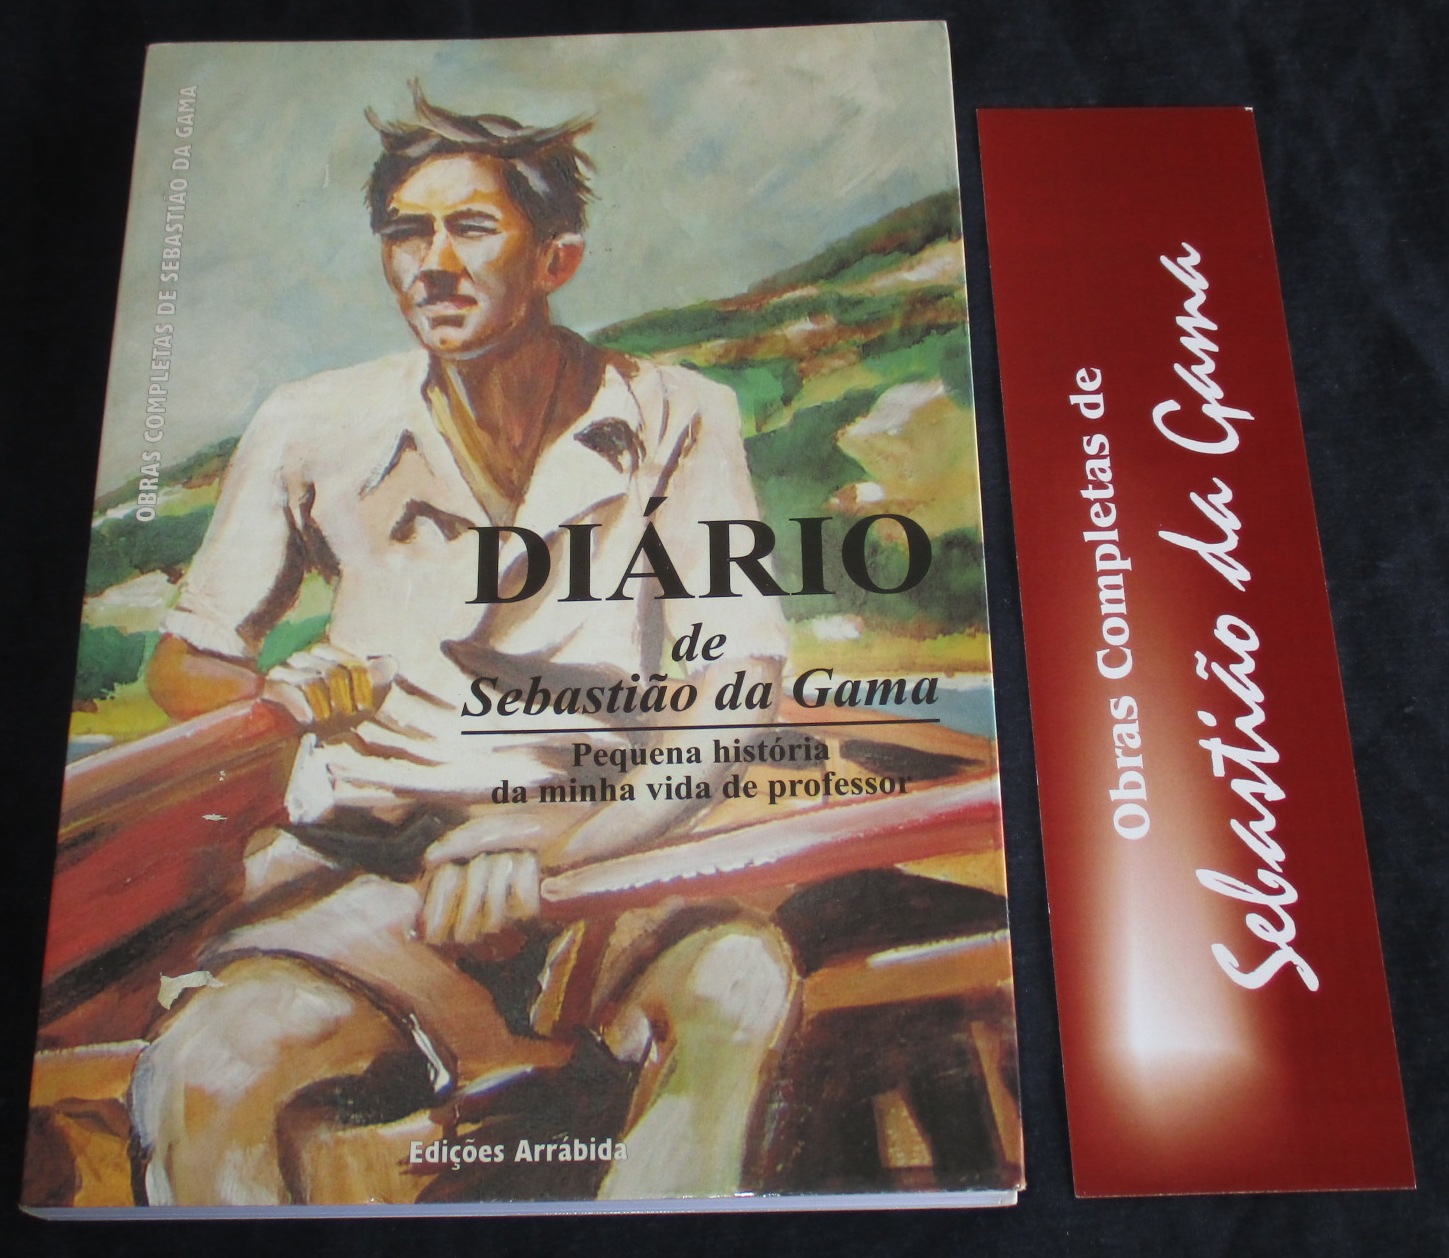 OBRAS COMPLETAS DE SEBASTIÃO DA GAMA
DIÁRIO
de
Sebastião da Gama
Pequena história
da minha vida de professor
Edições Arrábida
Obras Completas de
Sebastião da Gama